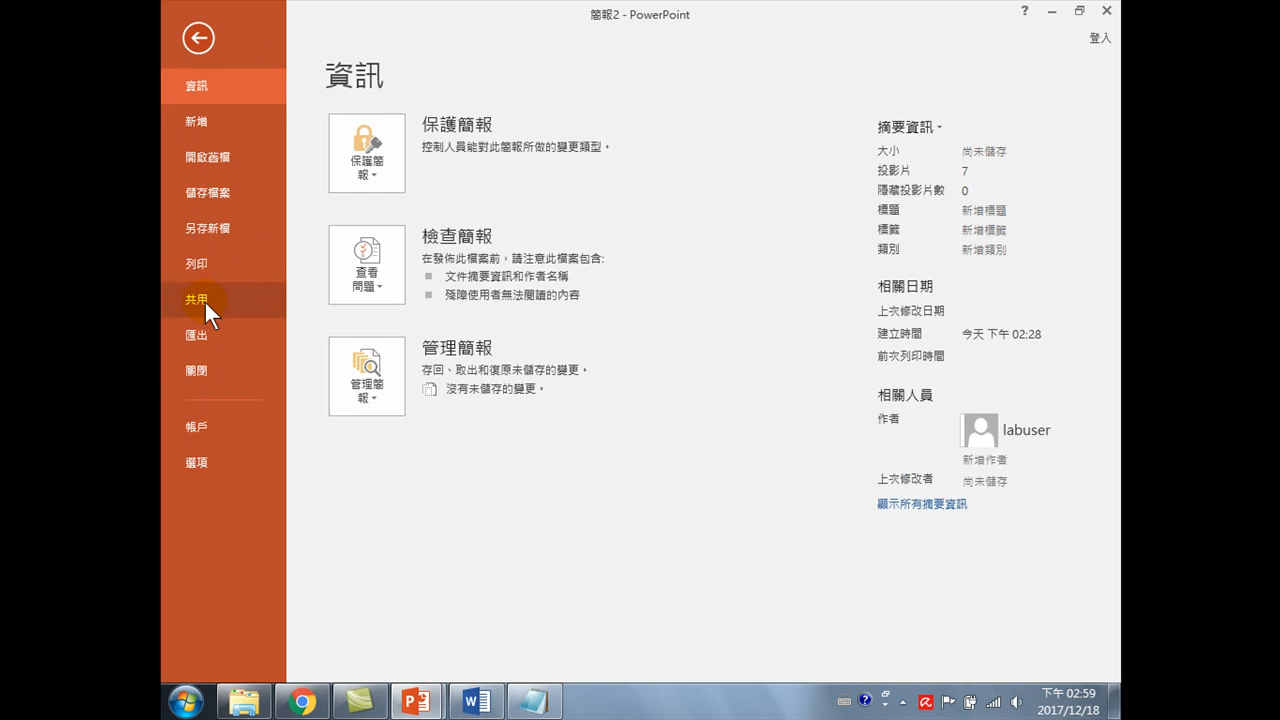 簡報2 - PowerPoint
?
登入
資訊
新增
開啟舊檔
儲存檔案
另存新檔
列印
共用
匯出
關閉
帳戶
選項
資訊
保護簡報
保護簡
報
控制人員能對此簡報所做的變更類型。
檢查簡報
查看
問題
在發佈此檔案前，請注意此檔案包含:
文件摘要資訊和作者名稱
殘障使用者無法閱讀的內容
管理簡報
管理簡
報
存回、取出和復原未儲存的變更。
沒有未儲存的變更。
摘要資訊
大小 尚未儲存
投影片 7
隱藏投影片數 0
標題 新增標題
標籤 新增標籤
類別 新增類別
相關日期
上次修改日期
建立時間 今天 下午 02:28
前次列印時間
相關人員
作者 labuser
新增作者
上次修改者 尚未儲存
顯示所有摘要資訊
下午 02:59
2017/12/18